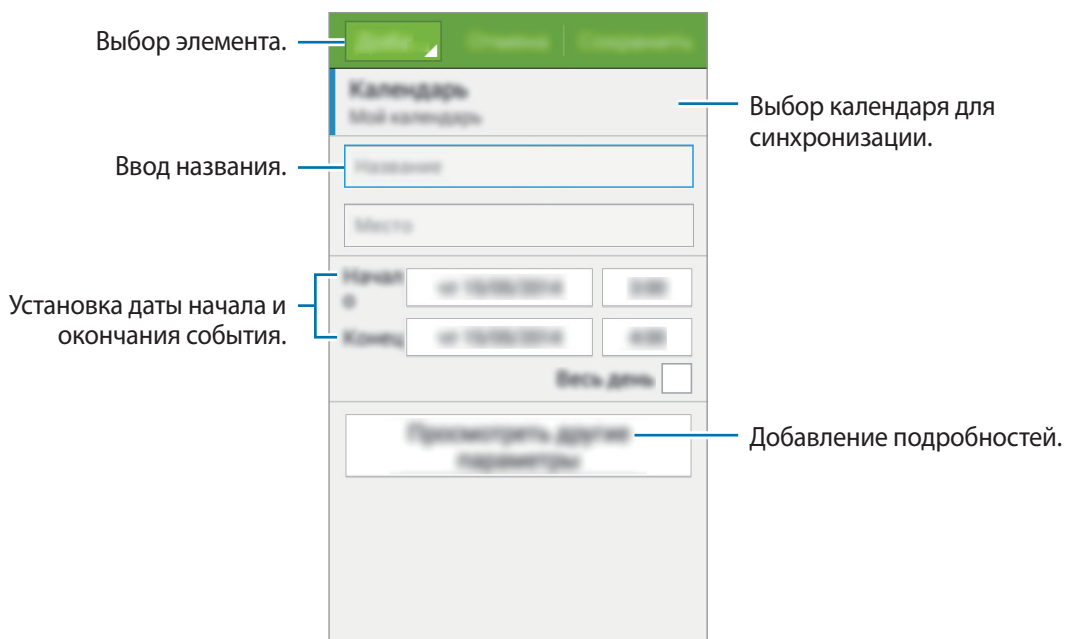 Выбор элемента.
Календарь
Мой календарь
Выбор календаря для
синхронизации.
Ввод названия.
Название
Место
Установка даты начала и
окончания события.
Начал
о
Конец
Весь день
Просмотреть другие
параметры
Добавление подробностей.